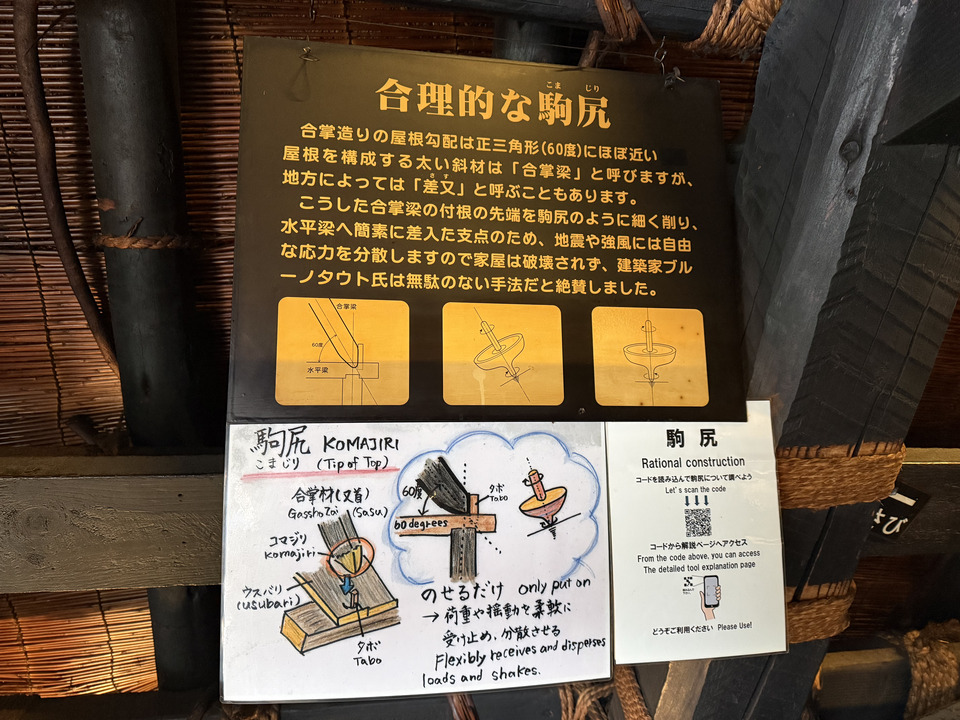 合理的な駒尻
こま じり
合掌造りの屋根勾配は正三角形(60度)にほぼ近い
屋根を構成する太い斜材は「合掌梁」と呼びますが、
地方によっては「差又」と呼ぶこともあります。
さす
こうした合掌梁の付根の先端を駒尻のように細く削り、
水平梁へ簡素に差入た支点のため、地震や強風には自由
な応力を分散しますので家屋は破壊されず、建築家ブル
ーノタウト氏は無駄のない手法だと絶賛しました。
合掌梁
60度
水平梁
駒尻 KOMAJIRI
こまじり (Tip of Top)
合掌材(又首)
GasshoZai (Sasu)
コマジリ
Komajiri
ウスバリ
(Usubari)
タボ
Tabo
60度
60 degrees
タボ
Tabo
のせるだけ only put on
→ 荷重や揺動を柔軟に
受け止め、分散させる
Flexibly receives and disperses
loads and shakes.
駒尻
Rational construction
コードを読み込んで駒尻について調べよう
Let's scan the code
コードから解説ページへアクセス
From the code above, you can access
The detailed tool explanation page
どうぞご利用ください Please Use!